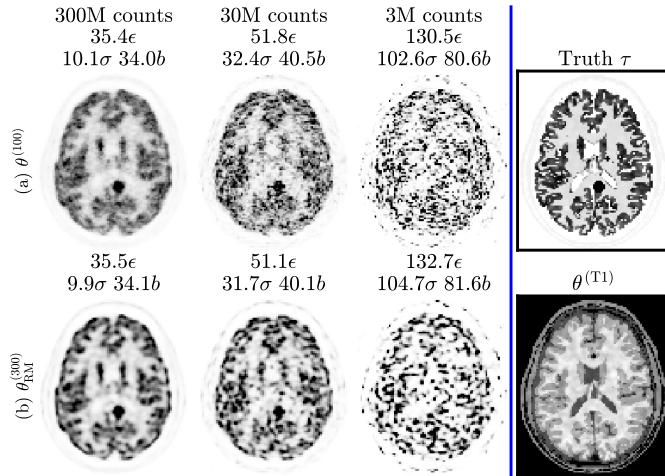 300M counts 30M counts 3M counts
35.4ϵ 51.8ϵ 130.5ϵ
10.1σ 34.0b 32.4σ 40.5b 102.6σ 80.6b
Truth τ
(a) θ^(100)
35.5ϵ 51.1ϵ 132.7ϵ
9.9σ 34.1b 31.7σ 40.1b 104.7σ 81.6b
θ^(T1)
(b) θ_RM^(300)